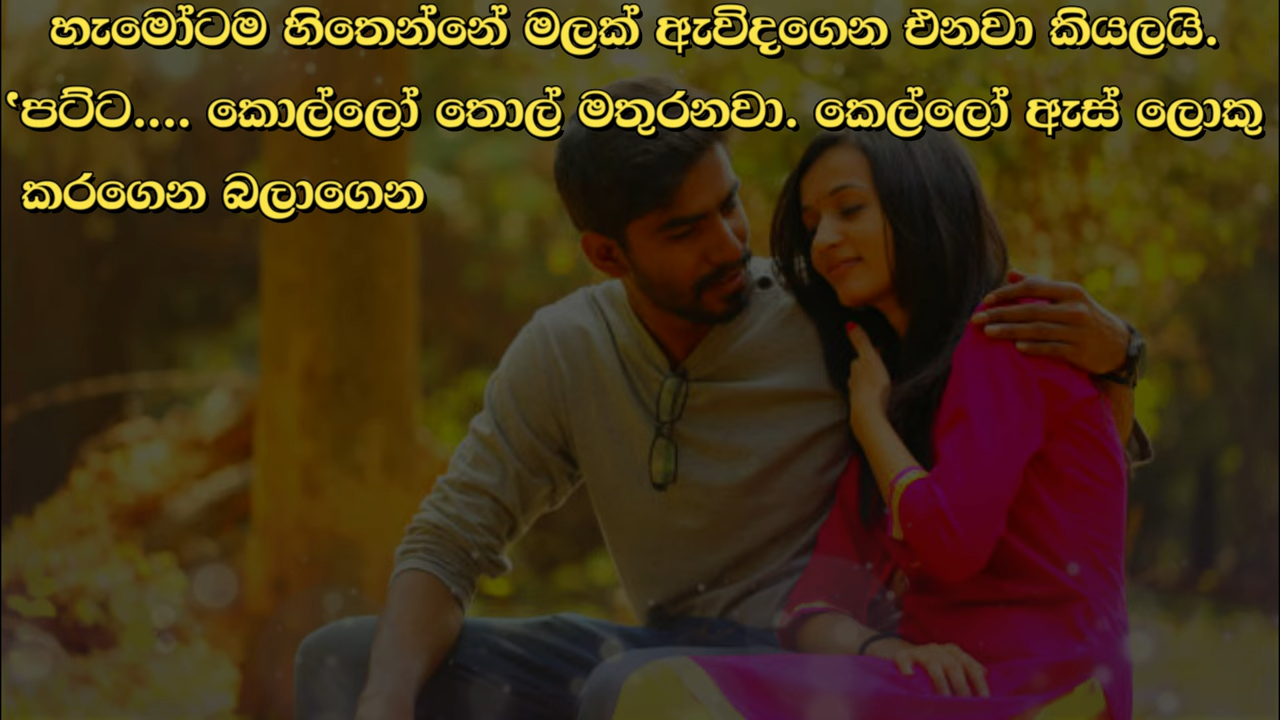 හැමෝටම හිතෙන්නේ මලක් ඇවිදගෙන එනවා කියලයි.
‘පට්ට.... කොල්ලෝ තොල් මතුරනවා. කෙල්ලෝ ඇස් ලොකු
කරගෙන බලාගෙන